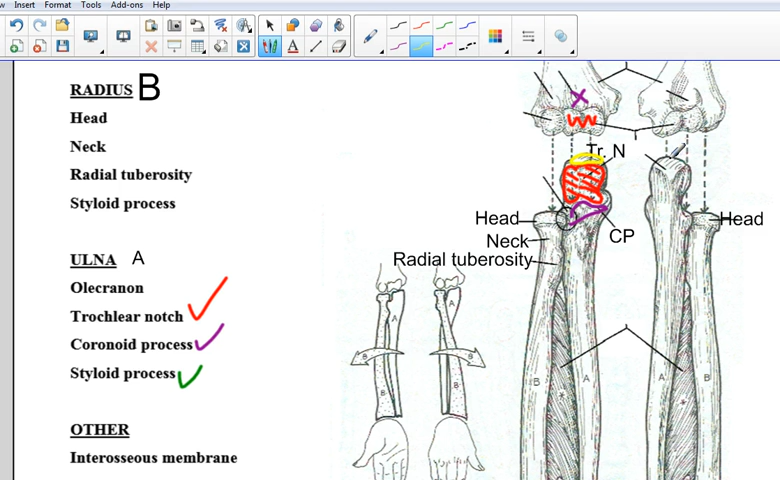 Insert Format Tools Add-ons Help
RADIUS B
Head
Neck
Radial tuberosity
Styloid process
ULNA A
Olecranon
Trochlear notch
Coronoid process
Styloid process
OTHER
Interosseous membrane
Tr. N
Head
Head
Neck
CP
Radial tuberosity
A
A
B
B
B
B
B
A
A
B